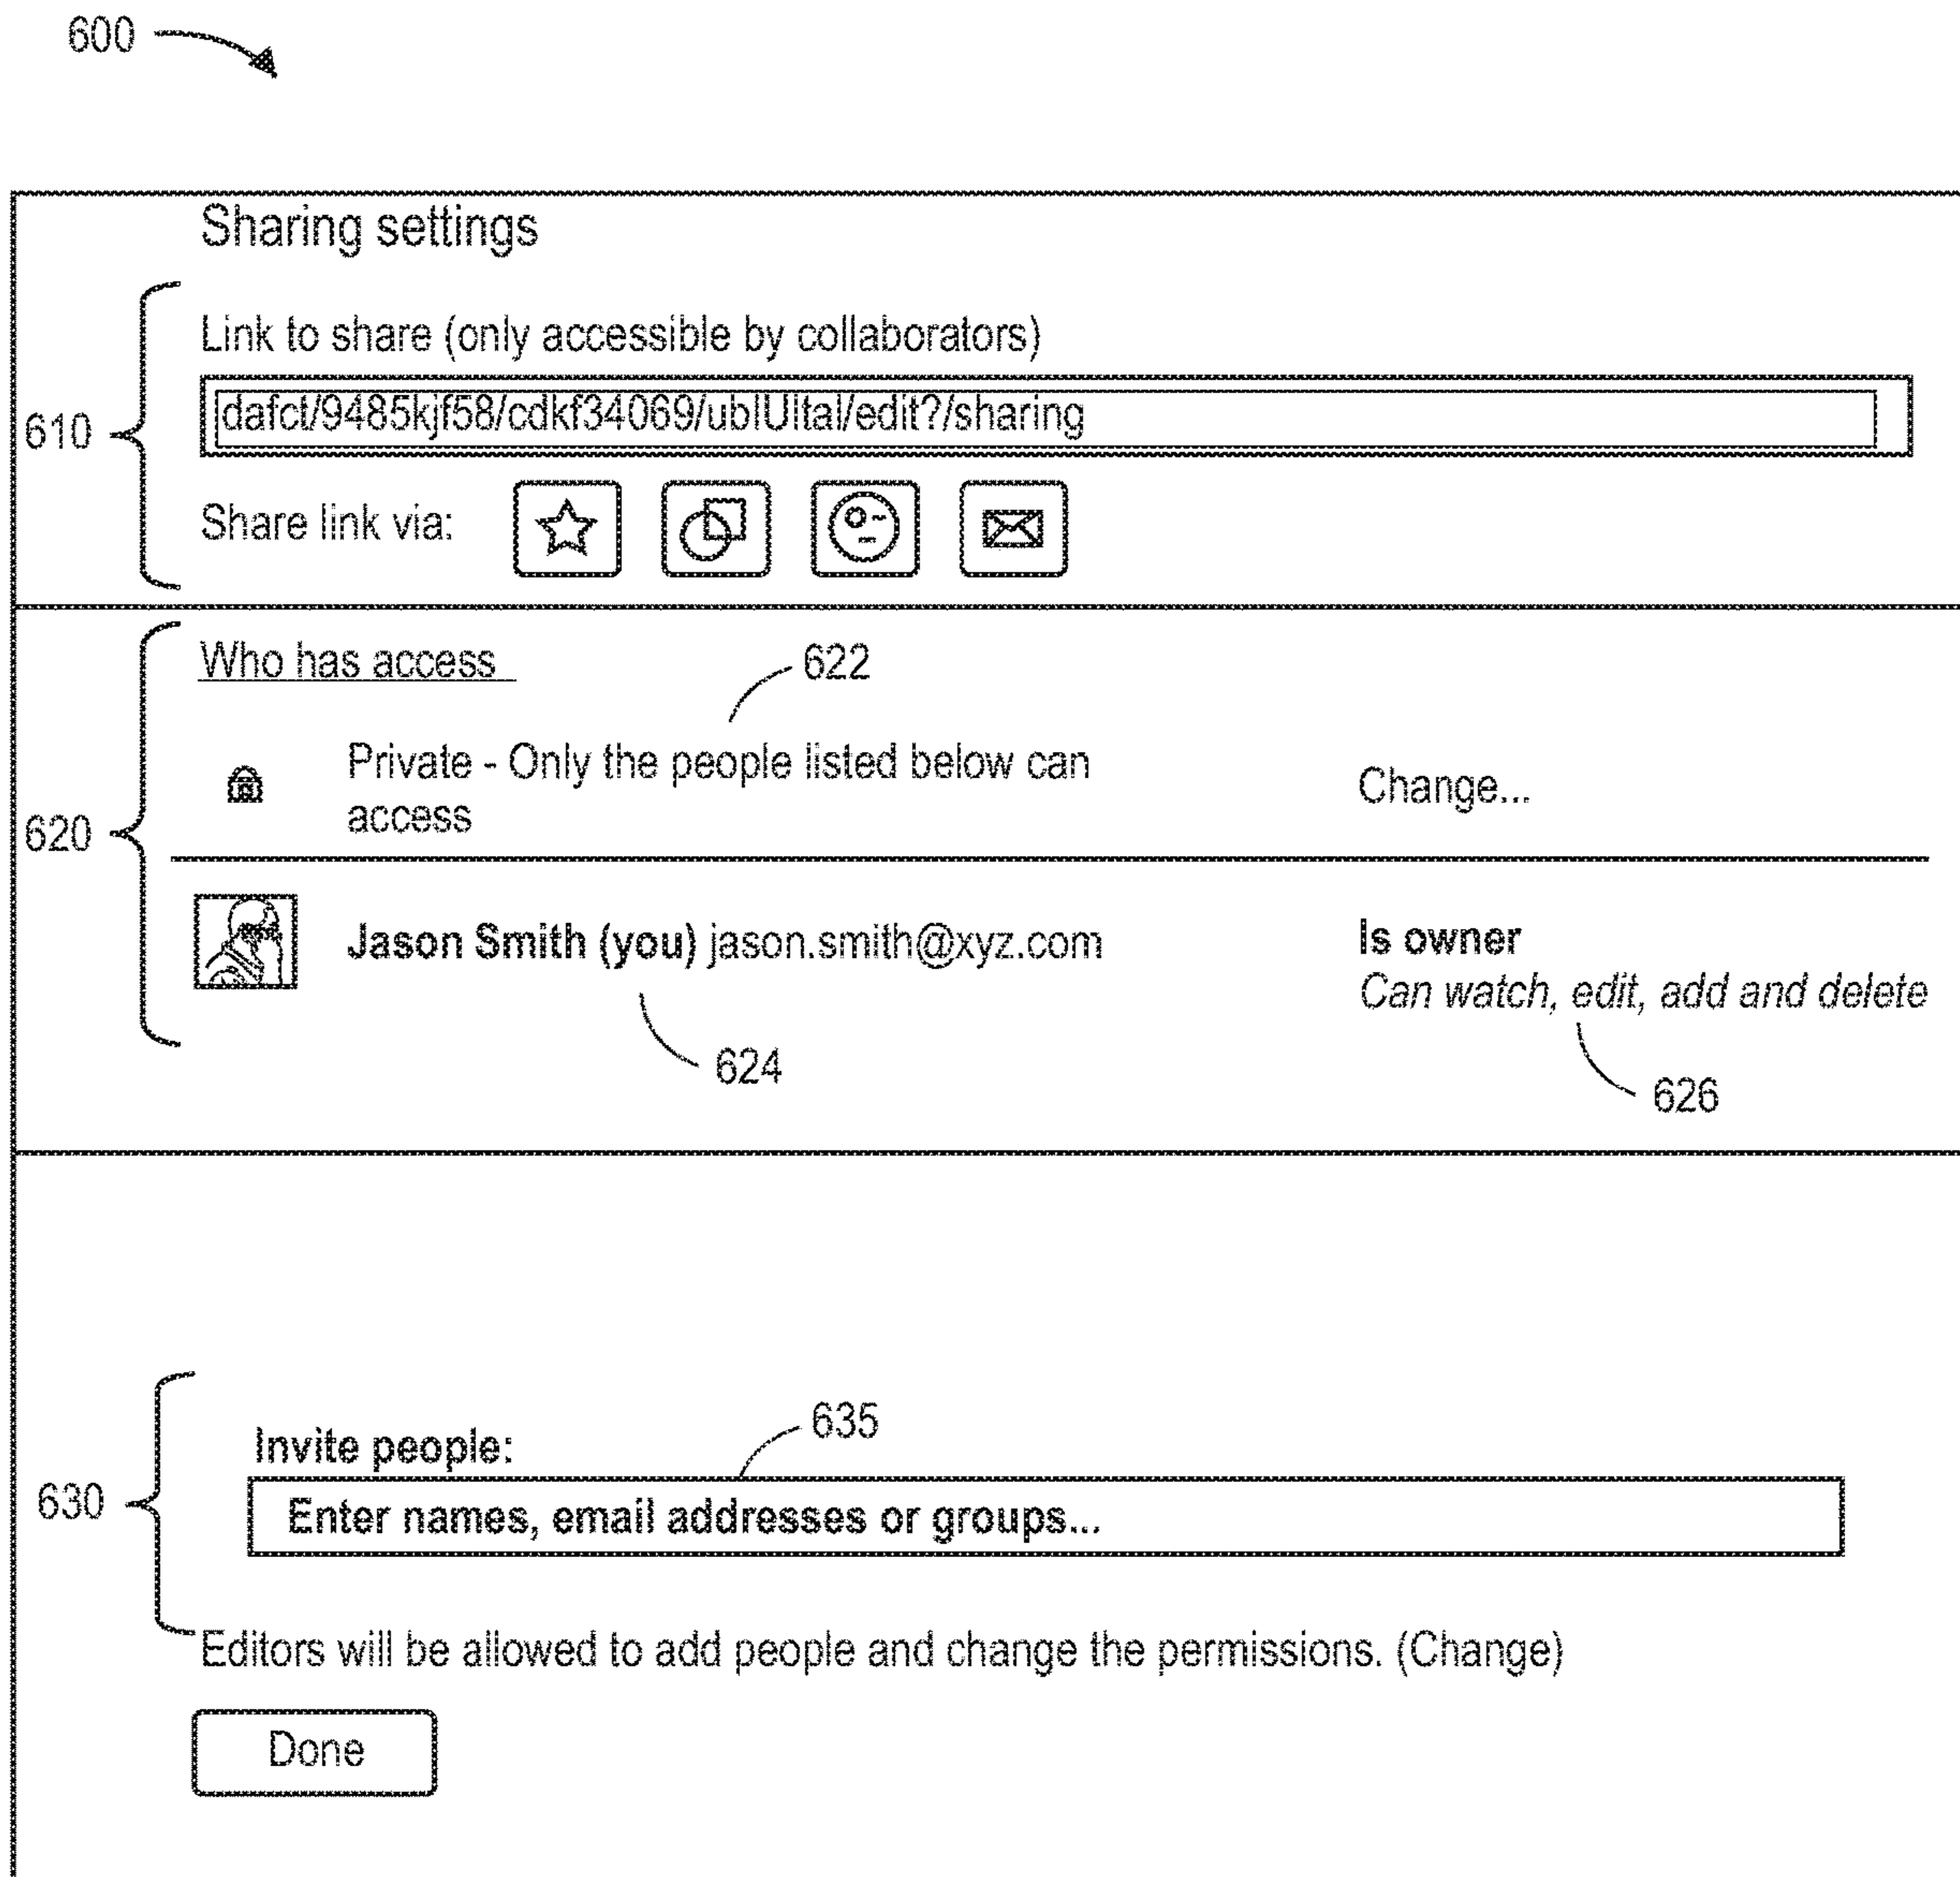 600
Sharing settings
Link to share (only accessible by collaborators)
610
dafct/9485kjf58/cdkf34069/ublUltal/edit?/sharing
Share link via:
Who has access
622
Private - Only the people listed below can
access
Change...
620
Jason Smith (you) jason.smith@xyz.com
Is owner
Can watch, edit, add and delete
624
626
635
Invite people:
630
Enter names, email addresses or groups...
Editors will be allowed to add people and change the permissions. (Change)
Done